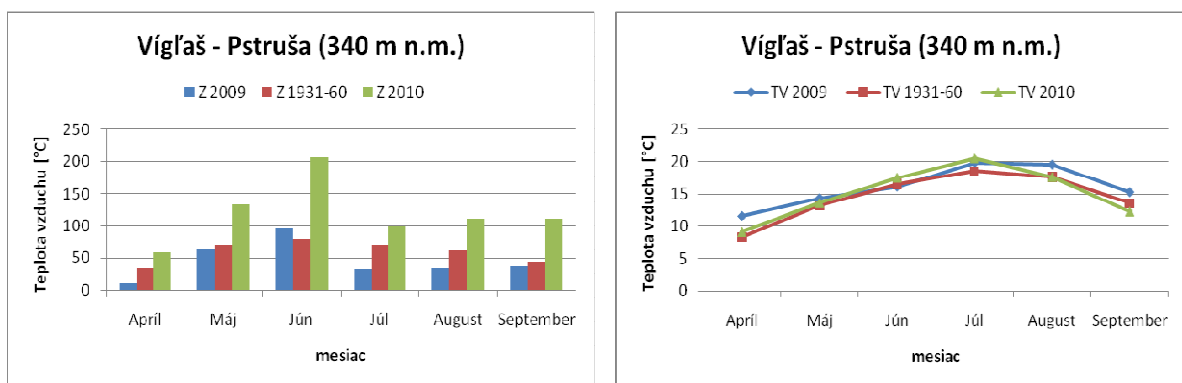 Vígľaš - Pstruša (340 m n.m.)
Z 2009 Z 1931-60 Z 2010
Teplota vzduchu [°C]
250
200
150
100
50
0
Apríl Máj Jún Júl August September
mesiac
Vígľaš - Pstruša (340 m n.m.)
TV 2009 TV 1931-60 TV 2010
Teplota vzduchu [°C]
25
20
15
10
5
0
Apríl Máj Jún Júl August September
mesiac